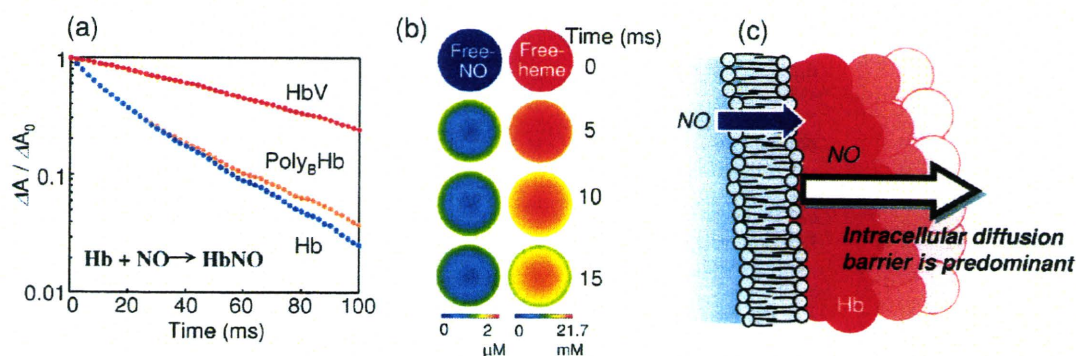 (a)
1
0.1
0.01
ΔA / ΔA₀
HbV
Poly_BHb
Hb
Hb + NO → HbNO
0 20 40 60 80 100
Time (ms)
(b)
Free-NO
Free-heme
Time (ms)
0
5
10
15
0 2
μM
0 21.7
mM
(c)
NO
NO
Intracellular diffusion
barrier is predominant
Hb